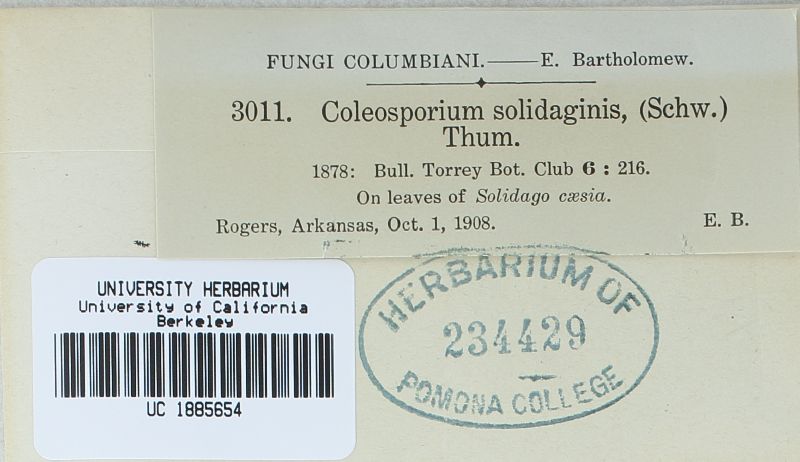 FUNGI COLUMBIANI.——E. Bartholomew.
3011. Coleosporium solidaginis, (Schw.)
Thum.
1878: Bull. Torrey Bot. Club 6 : 216.
On leaves of Solidago cæsia.
Rogers, Arkansas, Oct. 1, 1908. E. B.
UNIVERSITY HERBARIUM
University of California
Berkeley
UC 1885654
HERBARIUM OF
234429
POMONA COLLEGE